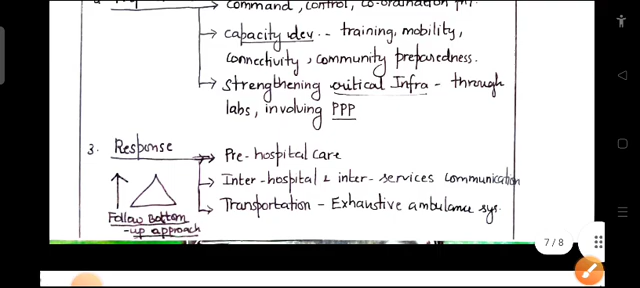 command, control, co-ordination
capacity dev -- training, mobility,
connectivity, community preparedness.
strengthening critical Infra - through
labs, involving PPP
3. Response
Pre-hospital care
Inter-hospital & inter-services communication
Transportation - Exhaustive ambulance sys.
Follow Bottom
-up approach
7 / 8